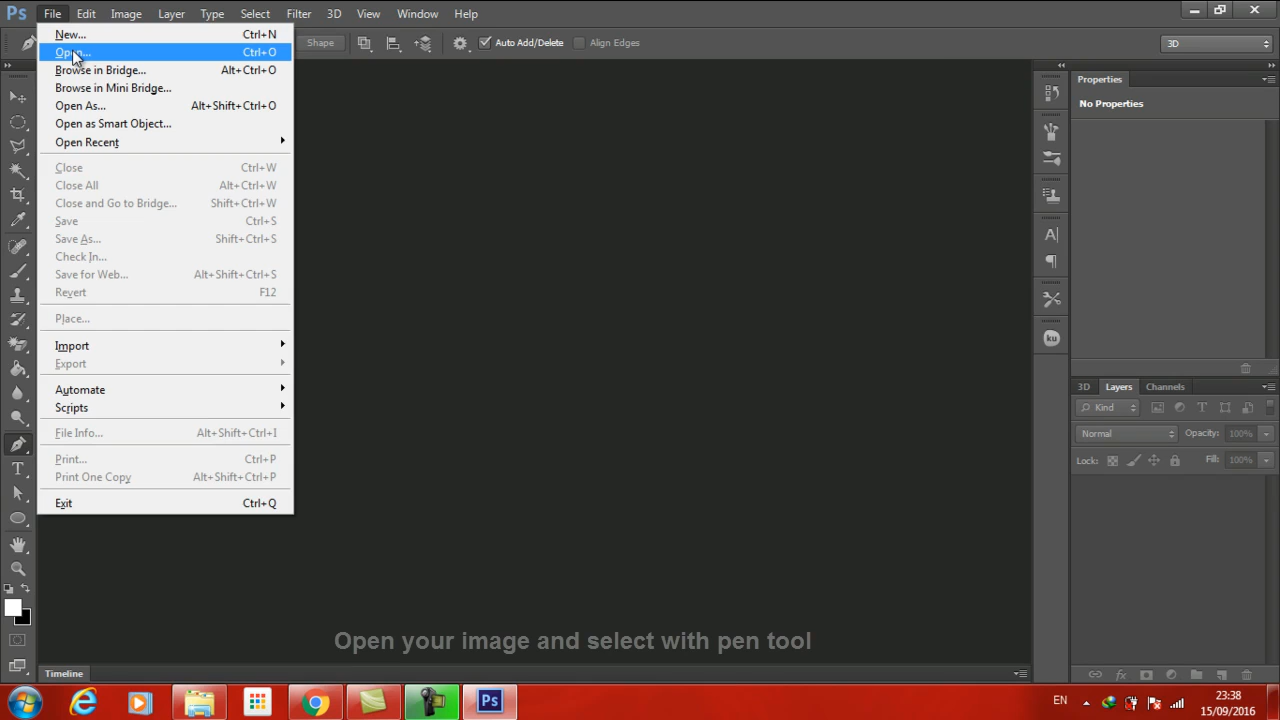 Ps File Edit Image Layer Type Select Filter 3D View Window Help
Shape Auto Add/Delete Align Edges 3D
New... Ctrl+N
Open... Ctrl+O
Browse in Bridge... Alt+Ctrl+O
Browse in Mini Bridge...
Open As... Alt+Shift+Ctrl+O
Open as Smart Object...
Open Recent
Close Ctrl+W
Close All Alt+Ctrl+W
Close and Go to Bridge... Shift+Ctrl+W
Save Ctrl+S
Save As... Shift+Ctrl+S
Check In...
Save for Web... Alt+Shift+Ctrl+S
Revert F12
Place...
Import
Export
Automate
Scripts
File Info... Alt+Shift+Ctrl+I
Print... Ctrl+P
Print One Copy Alt+Shift+Ctrl+P
Exit Ctrl+Q
Properties
No Properties
ku
3D Layers Channels
Kind
Normal Opacity: 100%
Lock: Fill: 100%
Open your image and select with pen tool
Timeline
Ps
EN
23:38
15/09/2016